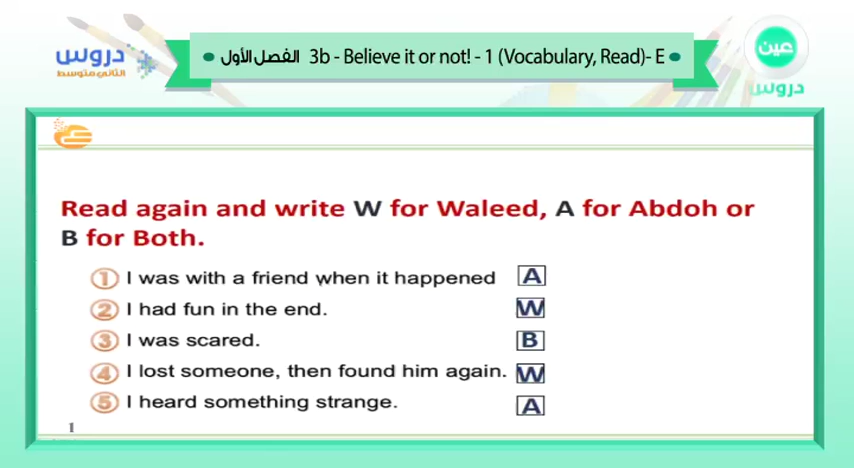 دروس
الثاني متوسط
3b - Believe it or not! - 1 (Vocabulary, Read)- E الفصل الأول
عين
دروس
Read again and write W for Waleed, A for Abdoh or
B for Both.
1 I was with a friend when it happened A
2 I had fun in the end. W
3 I was scared. B
4 I lost someone, then found him again. W
5 I heard something strange. A
1